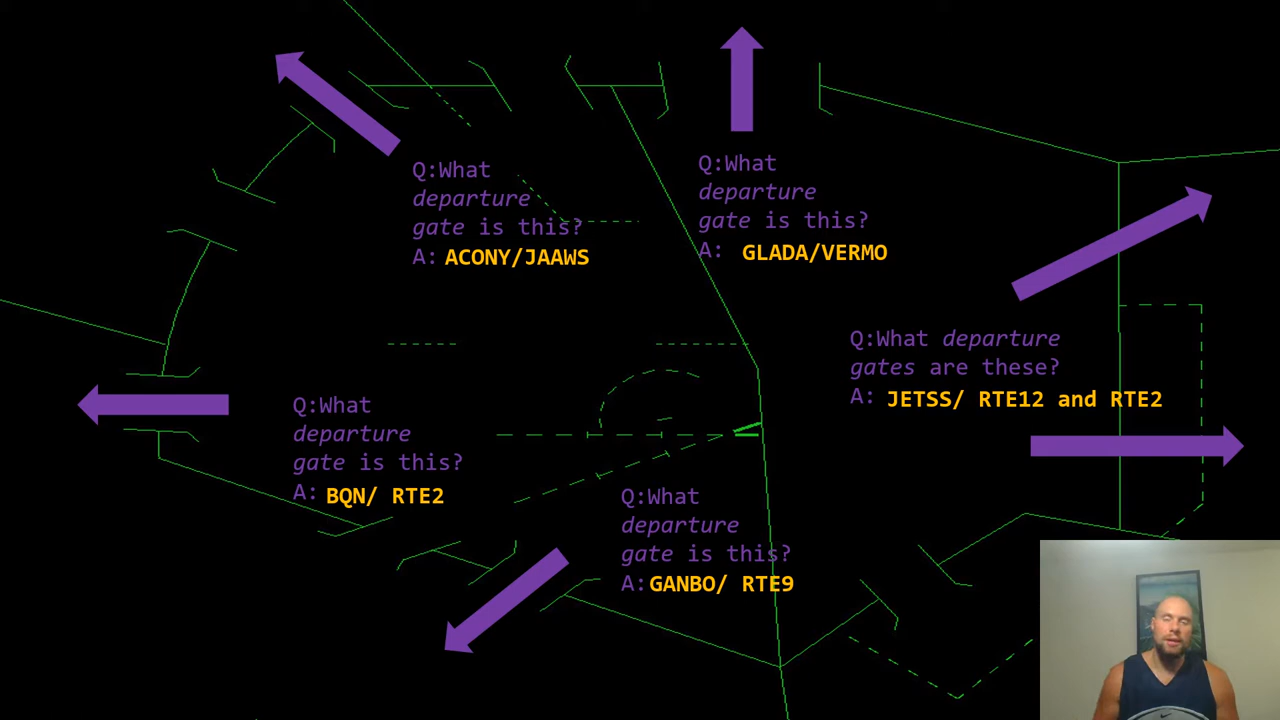 Q:What
departure
gate is this?
A: ACONY/JAAWS
Q:What
departure
gate is this?
A: GLADA/VERMO
Q:What departure
gates are these?
A: JETSS/ RTE12 and RTE2
Q:What
departure
gate is this?
A: BQN/ RTE2
Q:What
departure
gate is this?
A: GANBO/ RTE9